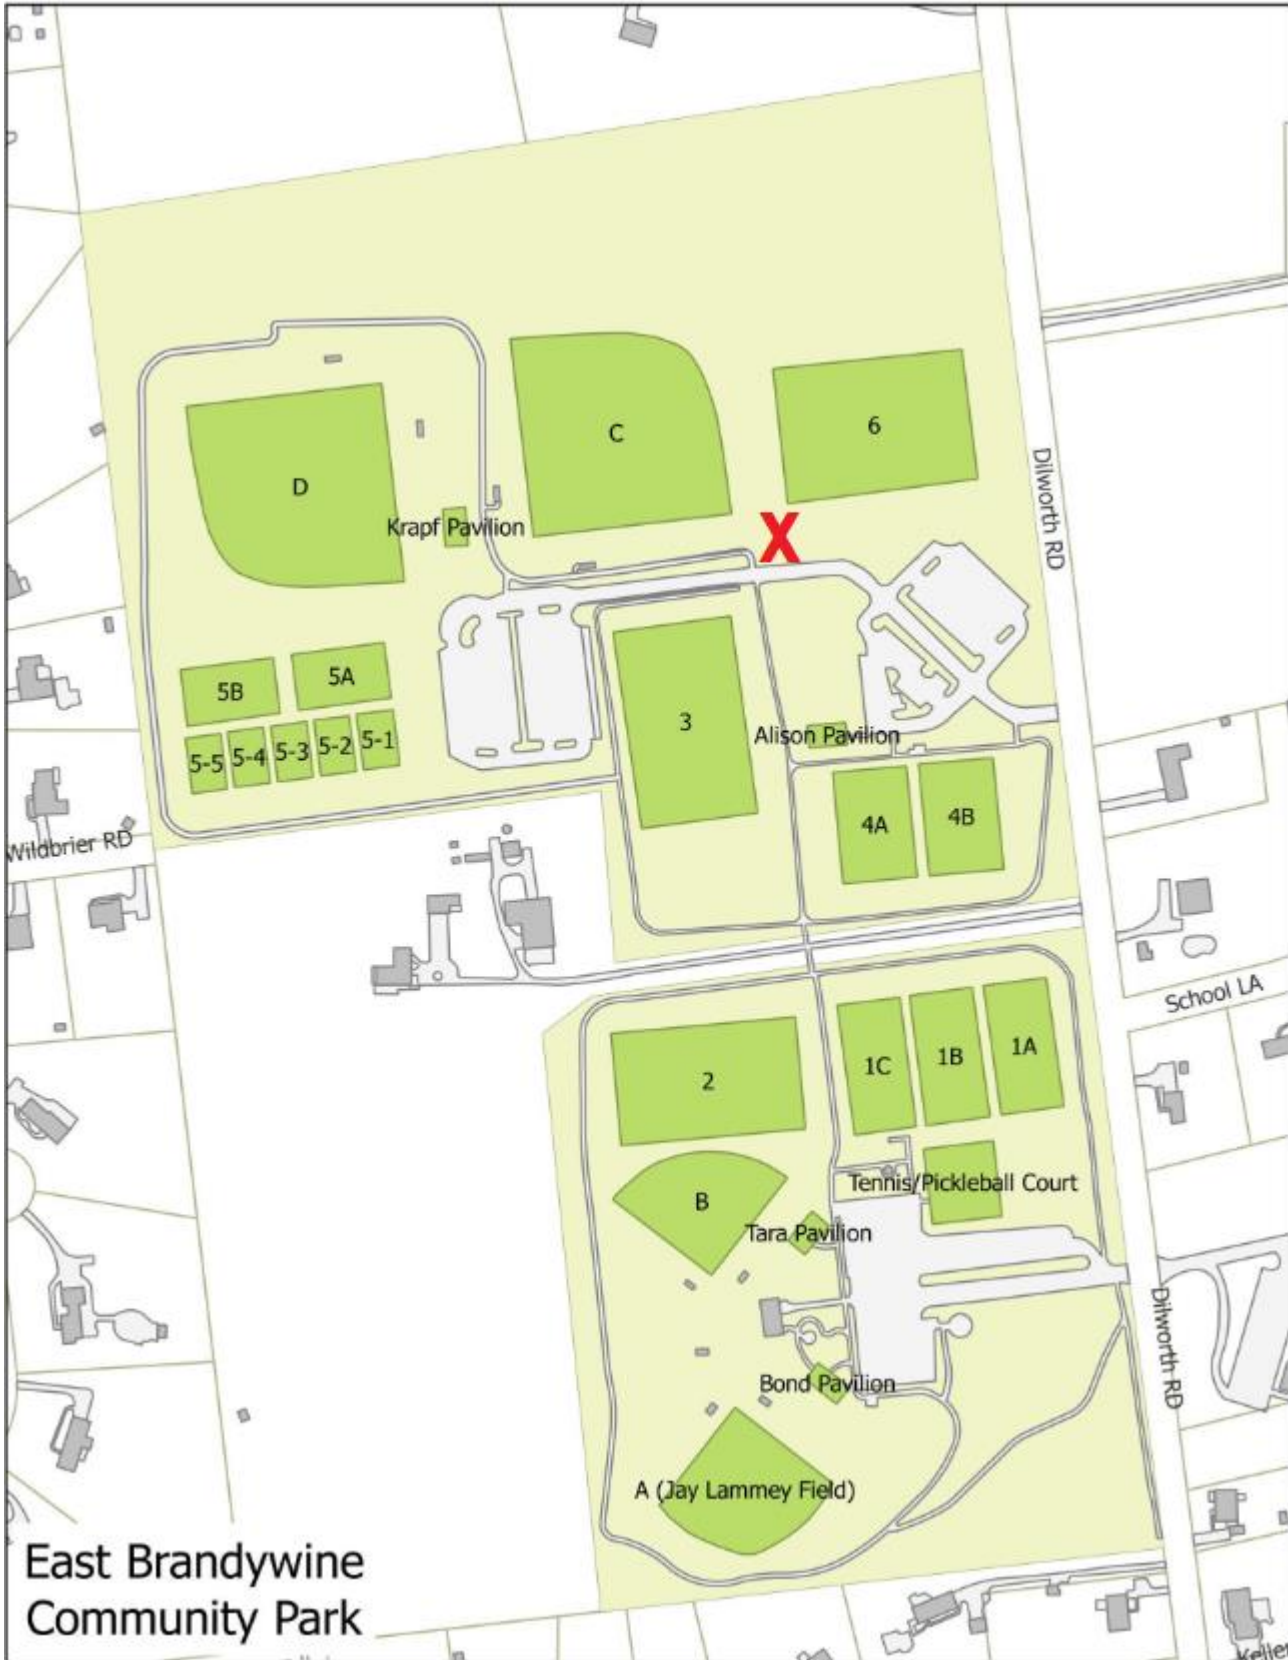 C
6
D
Dilworth RD
Krapf Pavilion
X
5B
5A
3
Alison Pavilion
5-5
5-4
5-3
5-2
5-1
4A
4B
Wildbrier RD
School LA
2
1C
1B
1A
Tennis/Pickleball Court
B
Tara Pavilion
Dilworth RD
Bond Pavilion
A (Jay Lammey Field)
East Brandywine
Community Park